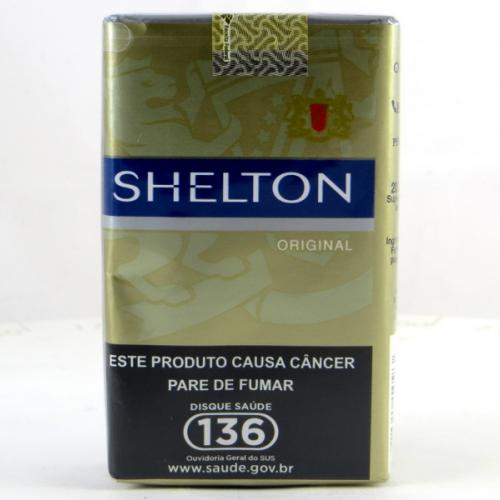 SHELTON
ORIGINAL
ESTE PRODUTO CAUSA CÂNCER
PARE DE FUMAR
DISQUE SAÚDE
136
Ouvidoria Geral do SUS
www.saude.gov.br